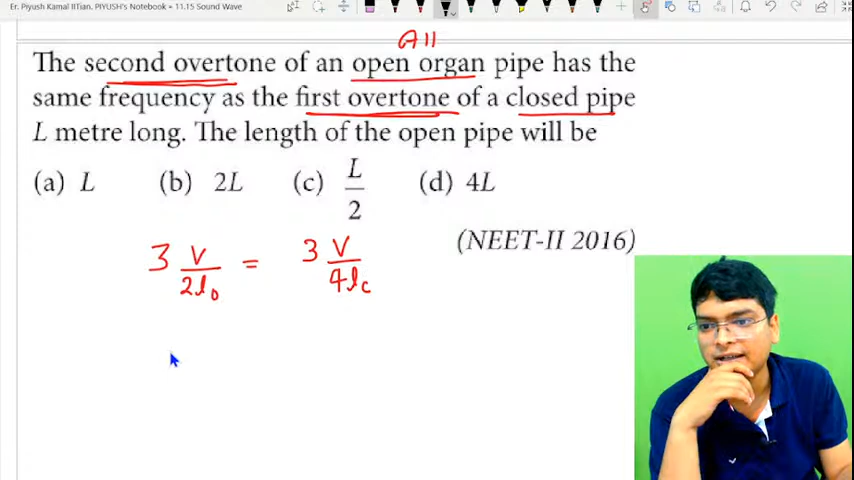 Er. Piyush Kamal IITian. PIYUSH's Notebook = 11.15 Sound Wave
All
The second overtone of an open organ pipe has the
same frequency as the first overtone of a closed pipe
L metre long. The length of the open pipe will be
(a) L (b) 2L (c) L/2 (d) 4L
(NEET-II 2016)
3 V/2l₀ = 3 V/4l_c